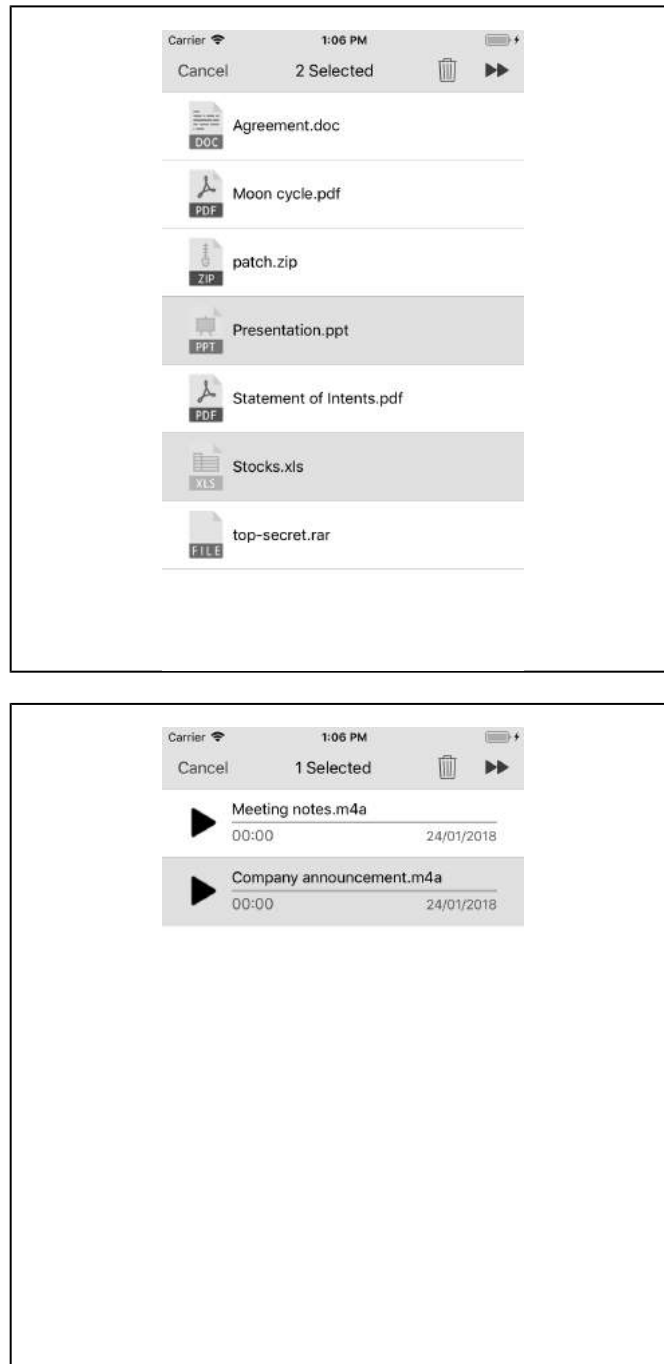 Carrier 1:06 PM
Cancel 2 Selected
DOC Agreement.doc
PDF Moon cycle.pdf
ZIP patch.zip
PPT Presentation.ppt
PDF Statement of Intents.pdf
XLS Stocks.xls
FILE top-secret.rar
Carrier 1:06 PM
Cancel 1 Selected
Meeting notes.m4a
00:00 24/01/2018
Company announcement.m4a
00:00 24/01/2018